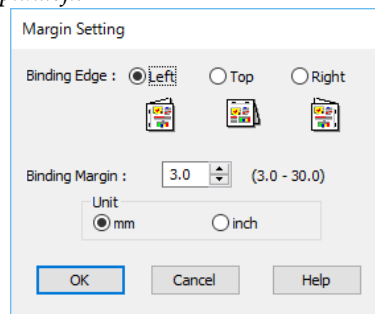 Margin Setting
Binding Edge : Left Top Right
Binding Margin : 3.0 (3.0 - 30.0)
Unit
mm inch
OK Cancel Help